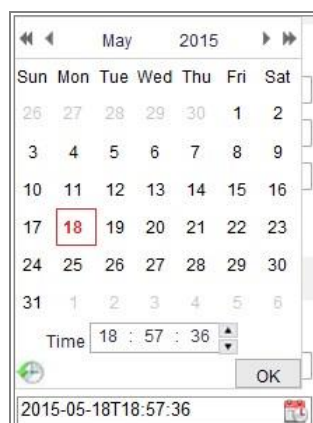 May 2015
Sun Mon Tue Wed Thu Fri Sat
26 27 28 29 30 1 2
3 4 5 6 7 8 9
10 11 12 13 14 15 16
17 18 19 20 21 22 23
24 25 26 27 28 29 30
31 1 2 3 4 5 6
Time 18 : 57 : 36
OK
2015-05-18T18:57:36